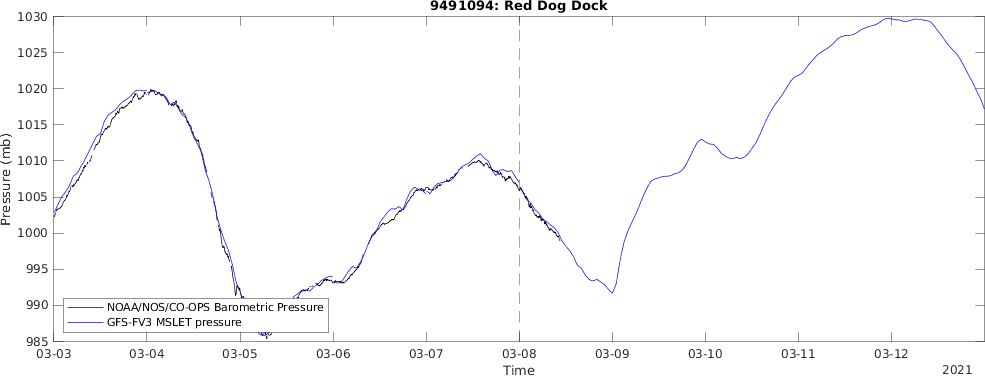 9491094: Red Dog Dock
Pressure (mb)
1030
1025
1020
1015
1010
1005
1000
995
990
985
NOAA/NOS/CO-OPS Barometric Pressure
GFS-FV3 MSLET pressure
03-03 03-04 03-05 03-06 03-07 03-08 03-09 03-10 03-11 03-12
Time
2021